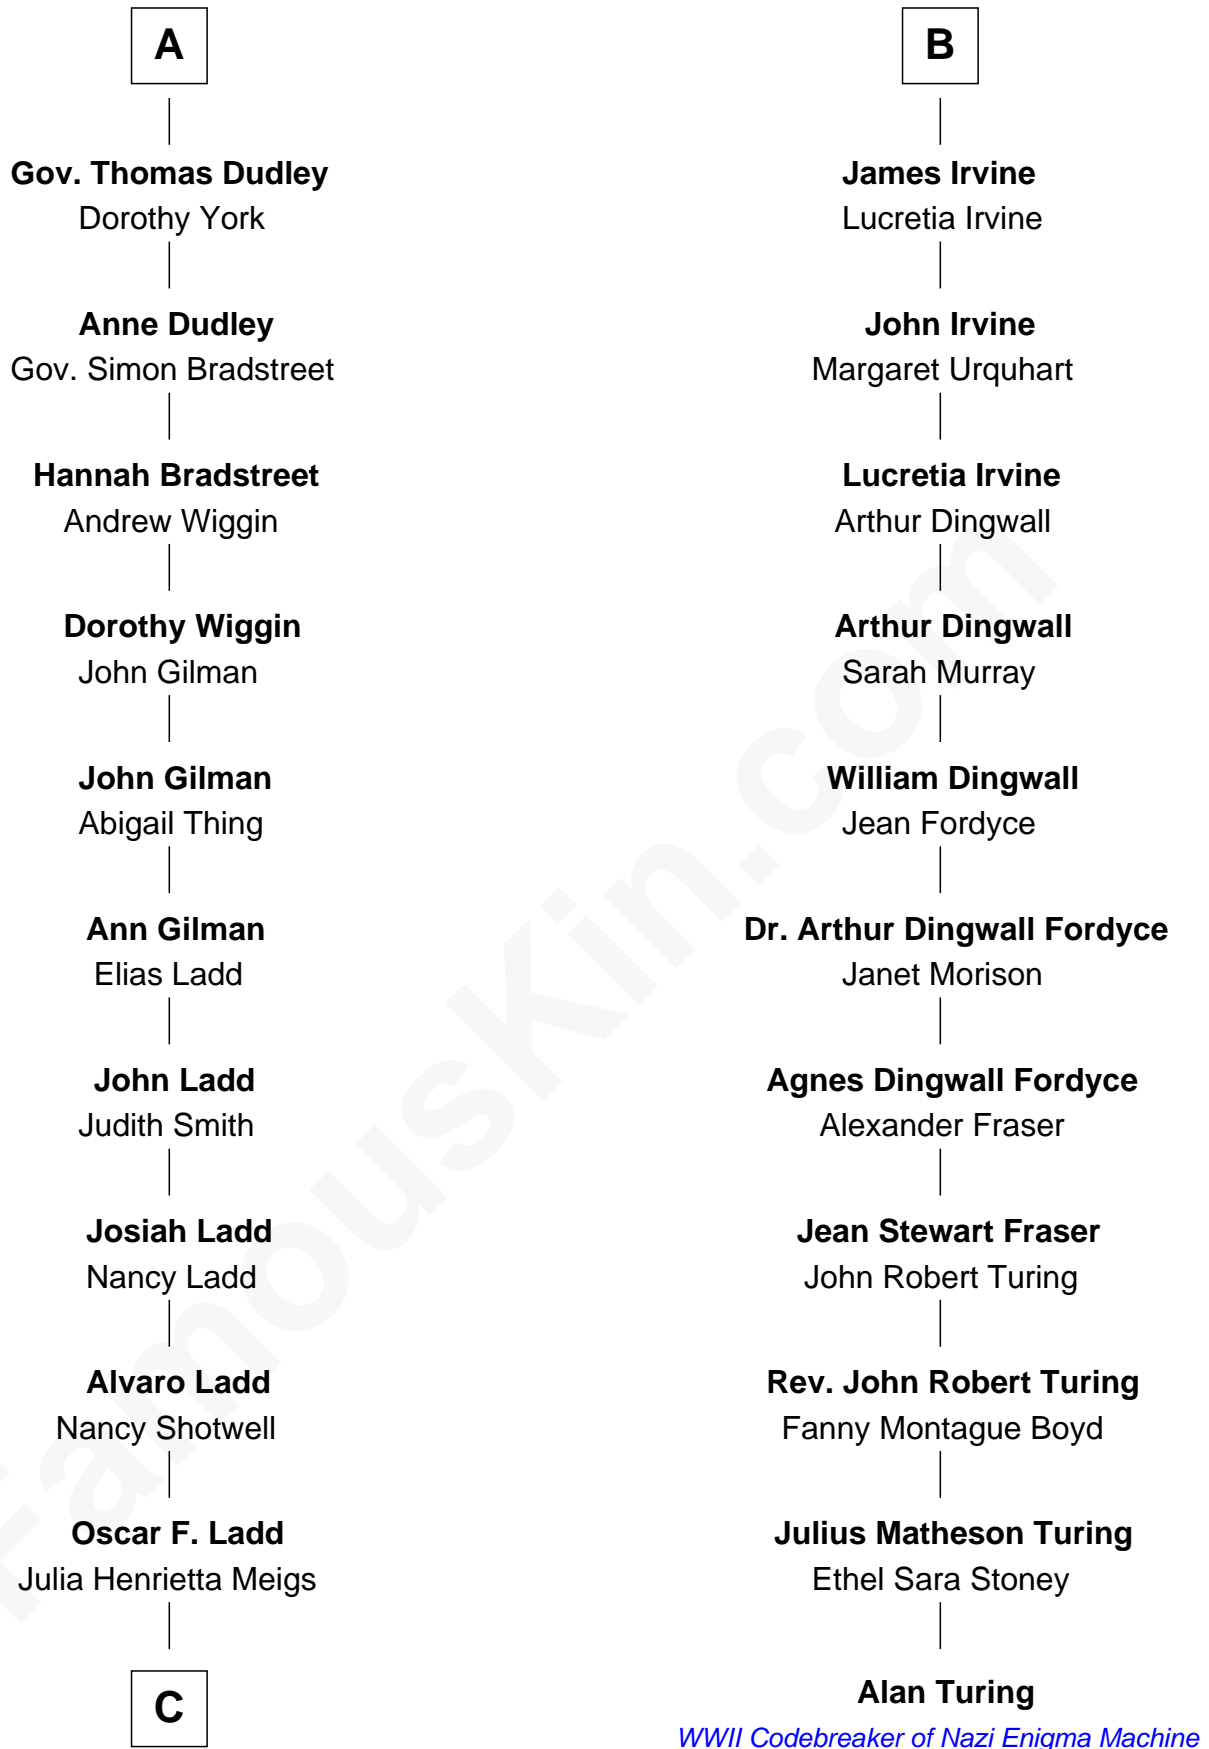 A
Gov. Thomas Dudley
Dorothy York
Anne Dudley
Gov. Simon Bradstreet
Hannah Bradstreet
Andrew Wiggin
Dorothy Wiggin
John Gilman
John Gilman
Abigail Thing
Ann Gilman
Elias Ladd
John Ladd
Judith Smith
Josiah Ladd
Nancy Ladd
Alvaro Ladd
Nancy Shotwell
Oscar F. Ladd
Julia Henrietta Meigs
C
B
James Irvine
Lucretia Irvine
John Irvine
Margaret Urquhart
Lucretia Irvine
Arthur Dingwall
Arthur Dingwall
Sarah Murray
William Dingwall
Jean Fordyce
Dr. Arthur Dingwall Fordyce
Janet Morison
Agnes Dingwall Fordyce
Alexander Fraser
Jean Stewart Fraser
John Robert Turing
Rev. John Robert Turing
Fanny Montague Boyd
Julius Matheson Turing
Ethel Sara Stoney
Alan Turing
WWII Codebreaker of Nazi Enigma Machine
FamousKin.com